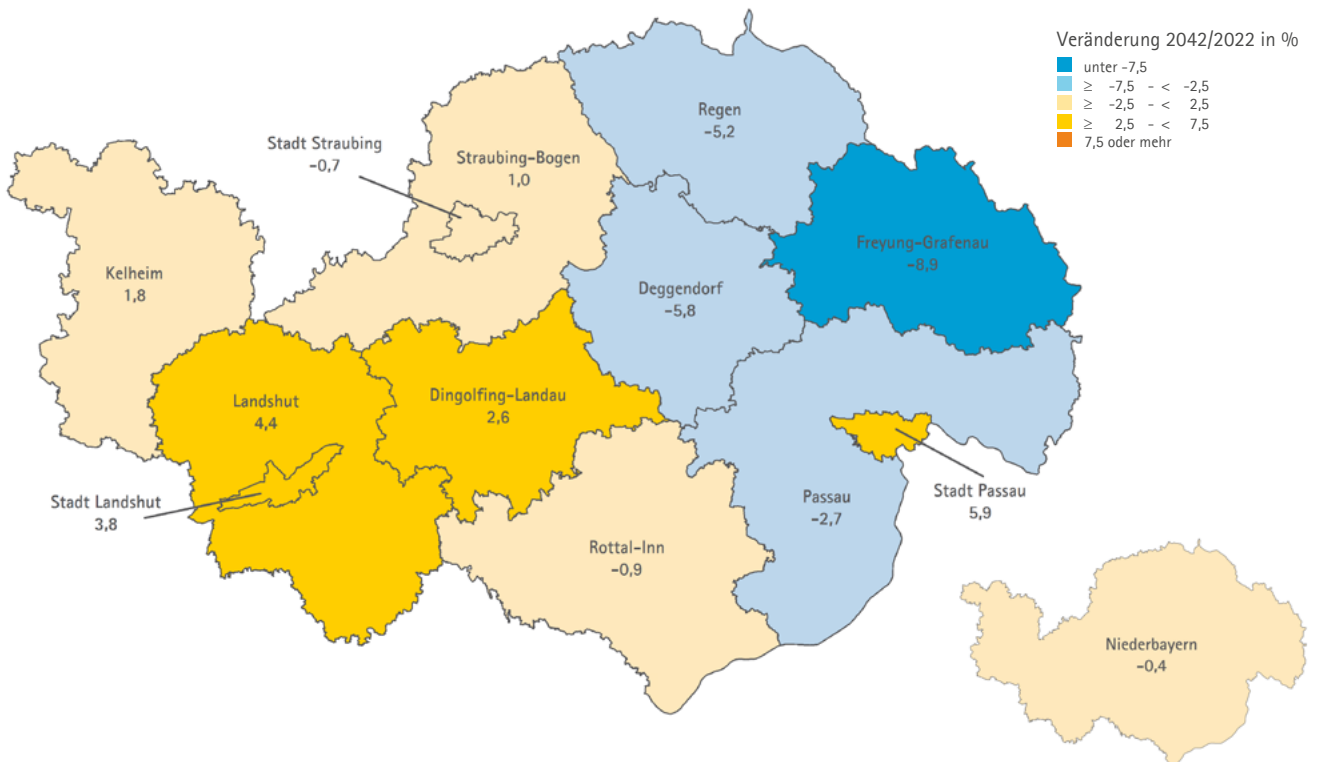 Veränderung 2042/2022 in %
unter -7,5
≥ -7,5 - < -2,5
≥ -2,5 - < 2,5
≥ 2,5 - < 7,5
7,5 oder mehr
Regen
-5,2
Stadt Straubing
-0,7
Straubing-Bogen
1,0
Freyung-Grafenau
-8,9
Kelheim
1,8
Deggendorf
-5,8
Landshut
4,4
Dingolfing-Landau
2,6
Stadt Landshut
3,8
Passau
-2,7
Stadt Passau
5,9
Rottal-Inn
-0,9
Niederbayern
-0,4